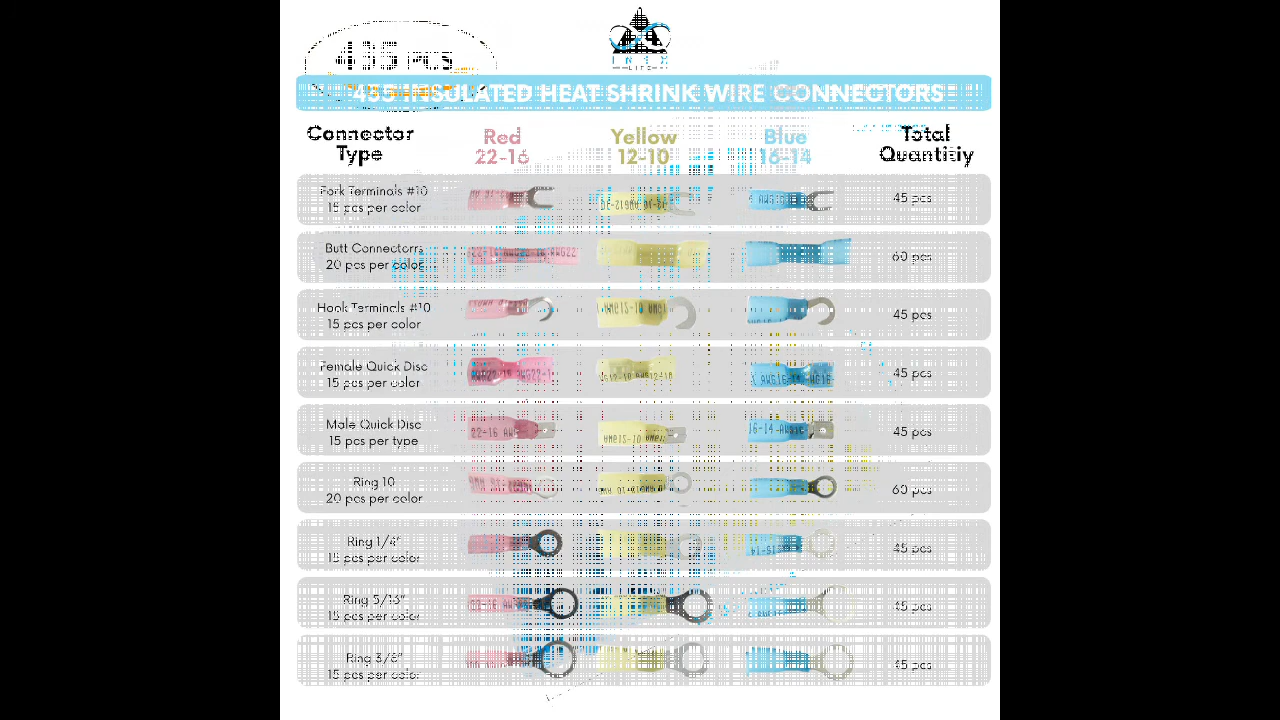 435 Pcs
INEX
LIFE
435 INSULATED HEAT SHRINK WIRE CONNECTORS
Connector Type
Red 22-16
Yellow 12-10
Blue 16-14
Total Quantitiy
Fork Terminals #10
15 pcs per color
45 pcs
Butt Connectorrs
20 pcs per color
60 pcs
Hook Terminals #10
15 pcs per color
45 pcs
Female Quick Disc
15 pcs per color
45 pcs
Male Quick Disc
15 pcs per type
45 pcs
Ring 10
20 pcs per color
60 pcs
Ring 1/4"
15 pcs per color
45 pcs
Ring 5/16"
15 pcs per color
45 pcs
Ring 3/6"
15 pcs per color
45 pcs